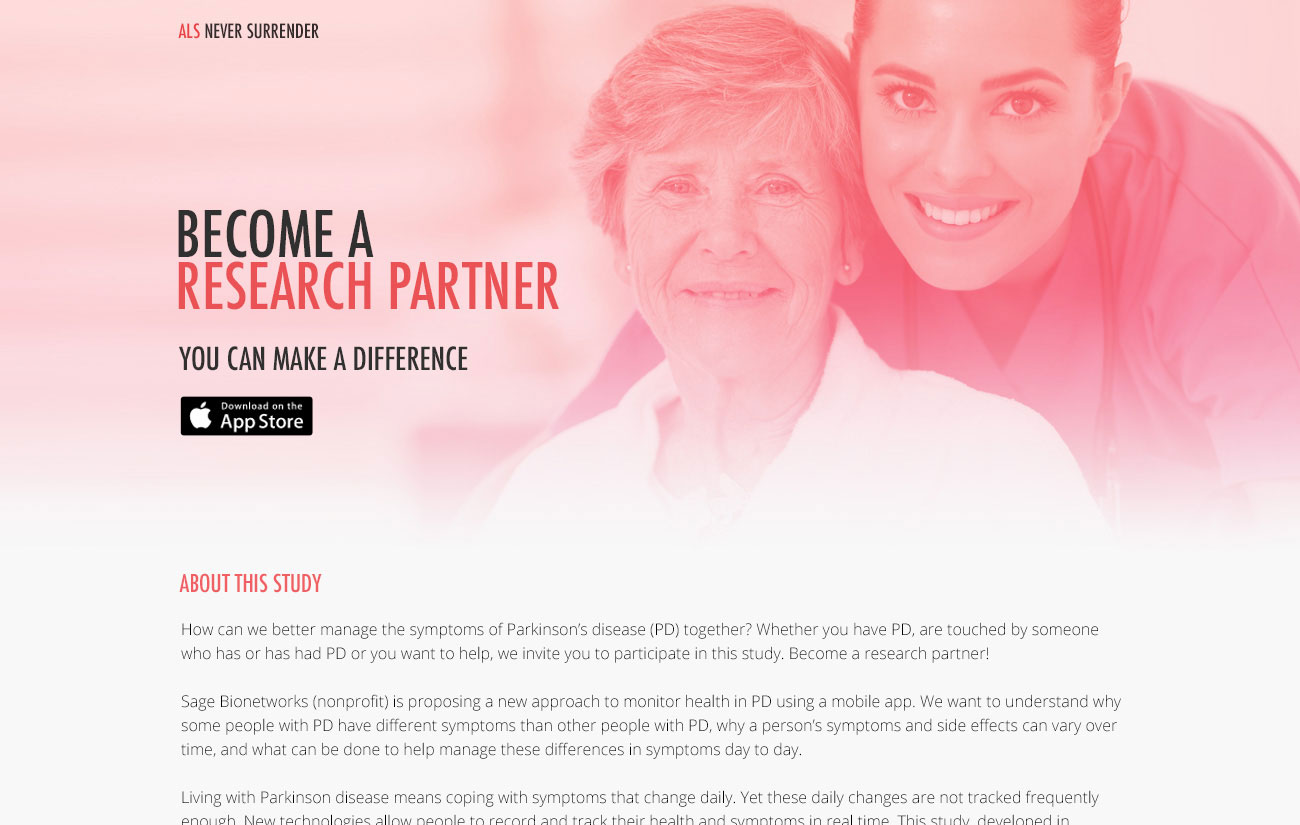 ALS NEVER SURRENDER
BECOME A
RESEARCH PARTNER
YOU CAN MAKE A DIFFERENCE
Download on the
App Store
ABOUT THIS STUDY
How can we better manage the symptoms of Parkinson’s disease (PD) together? Whether you have PD, are touched by someone
who has or has had PD or you want to help, we invite you to participate in this study. Become a research partner!
Sage Bionetworks (nonprofit) is proposing a new approach to monitor health in PD using a mobile app. We want to understand why
some people with PD have different symptoms than other people with PD, why a person’s symptoms and side effects can vary over
time, and what can be done to help manage these differences in symptoms day to day.
Living with Parkinson disease means coping with symptoms that change daily. Yet these daily changes are not tracked frequently
enough. New technologies allow people to record and track their health and symptoms in real time. This study, developed in